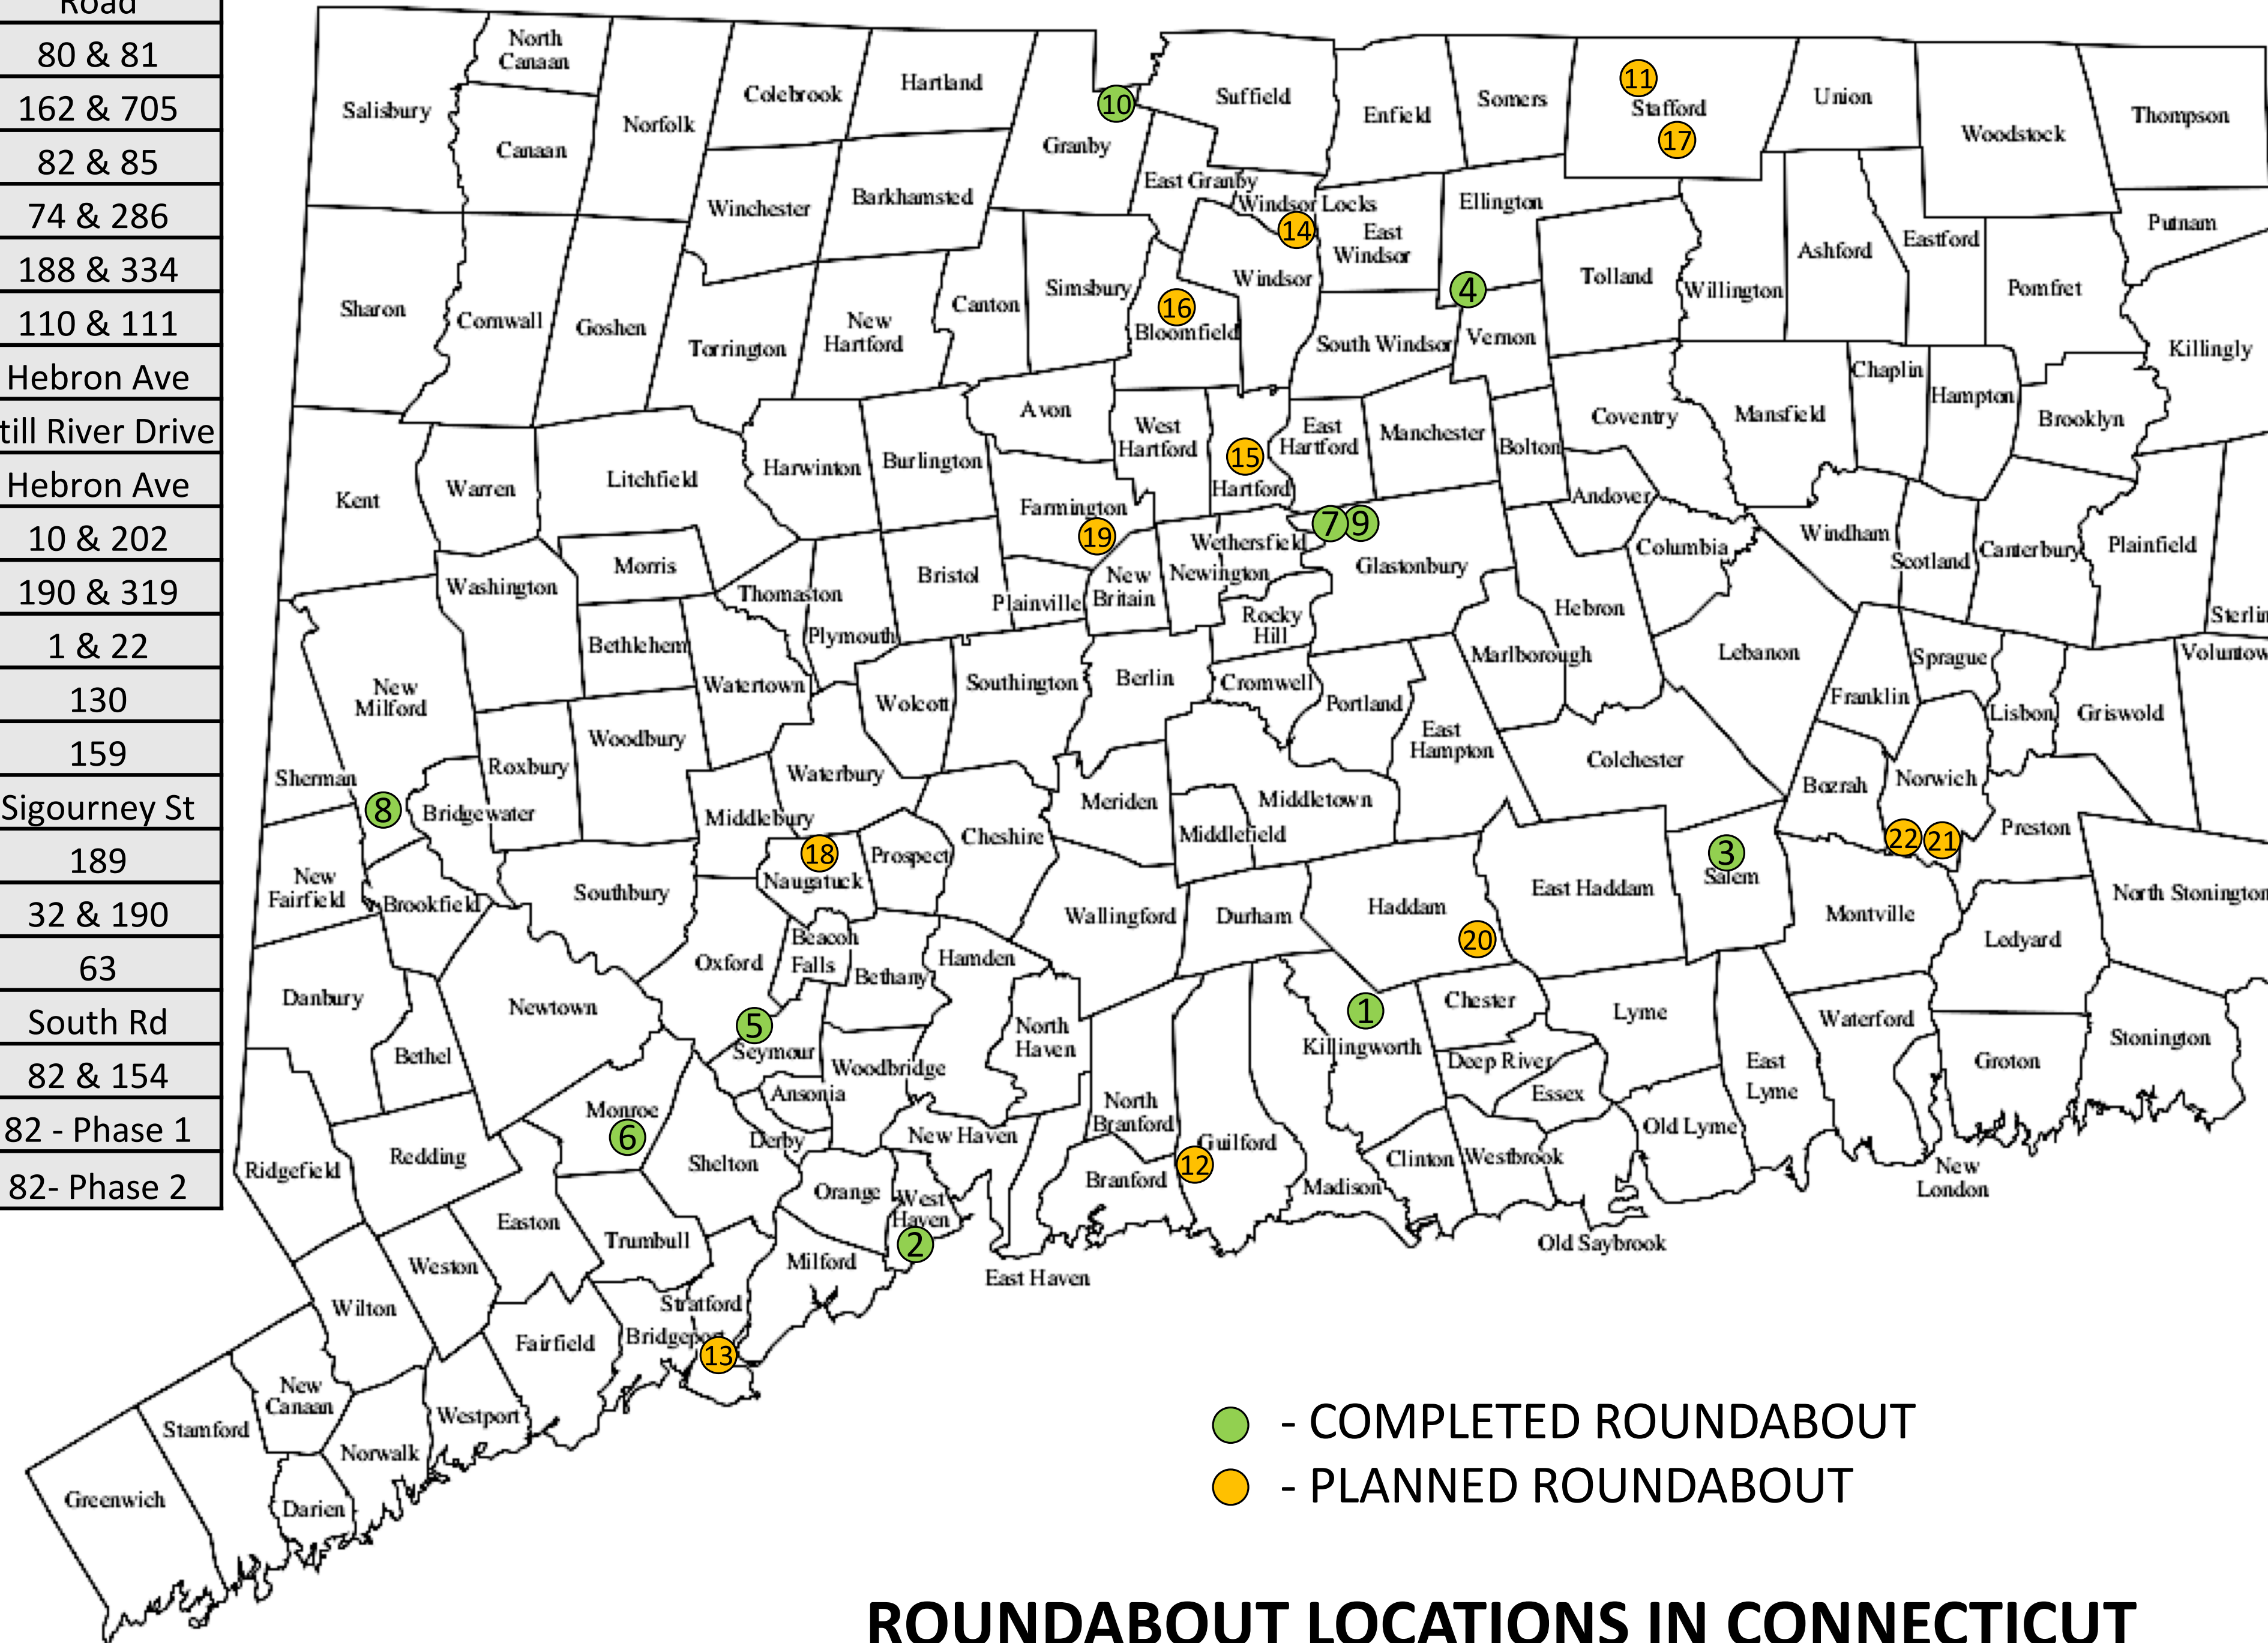 Road
80 & 81
162 & 705
82 & 85
74 & 286
188 & 334
110 & 111
Hebron Ave
till River Drive
Hebron Ave
10 & 202
190 & 319
1 & 22
130
159
Sigourney St
189
32 & 190
63
South Rd
82 & 154
82 - Phase 1
82- Phase 2
North
Canaan
Salisbury
Canaan
Norfolk
Colebrook
Hartland
10
Granby
Suffield
Enfield
Somers
11
Stafford
17
Union
Woodstock
Thompson
Winchester
Barkhamsted
East Granby
Windsor Locks
14
East
Windsor
Ellington
Putnam
Sharon
Cornwall
Goshen
Torrington
New
Hartford
Canton
Simsbury
16
Bloomfield
Windsor
4
South Windsor
Vernon
Tolland
Willington
Ashford
Eastford
Pomfret
Killingly
Kent
Warren
Litchfield
Harwinton
Burlington
Avon
West
Hartford
15
Hartford
East
Hartford
Manchester
Bolton
Coventry
Mansfield
Chaplin
Hampton
Brooklyn
Farmington
19
7
9
Andover
Windham
Scotland
Canterbury
Plainfield
Washington
Morris
Thomaston
Bristol
Plainville
New
Britain
Wethersfield
Newington
Glastonbury
Columbia
Hebron
Sterlin
Bethlehem
Plymouth
Rocky
Hill
Marlborough
Lebanon
Sprague
Voluntow
New
Milford
Watertown
Wolcott
Southington
Berlin
Cromwell
Portland
East
Hampton
Franklin
Lisbon
Griswold
Sherman
8
Bridgewater
Roxbury
Woodbury
Middlebury
Waterbury
Cheshire
Meriden
Middlefield
Middletown
Colchester
Bozrah
Norwich
Preston
22
21
New
Fairfield
Brookfield
Southbury
18
Naugatuck
Prospect
Wallingford
Durham
Haddam
20
East Haddam
3
Salem
Montville
North Stonington
Ledyard
Danbury
Bethel
Newtown
Oxford
Beacon
Falls
Bethany
Hamden
5
Seymour
Woodbridge
North
Haven
1
Killingworth
Chester
Deep River
Essex
Lyme
East
Lyme
Waterford
Groton
Stonington
Ridgefield
Redding
Monroe
6
Ansonia
Derby
Shelton
New Haven
North
Branford
Branford
12
Guilford
Madison
Clinton
Westbrook
Old Lyme
New
London
Orange
West
Haven
2
Easton
Trumbull
Milford
East Haven
Old Saybrook
Wilton
Weston
Fairfield
Stratford
Bridgeport
13
New
Canaan
Stamford
Norwalk
Westport
Greenwich
Darien
- COMPLETED ROUNDABOUT
- PLANNED ROUNDABOUT
ROUNDABOUT LOCATIONS IN CONNECTICUT